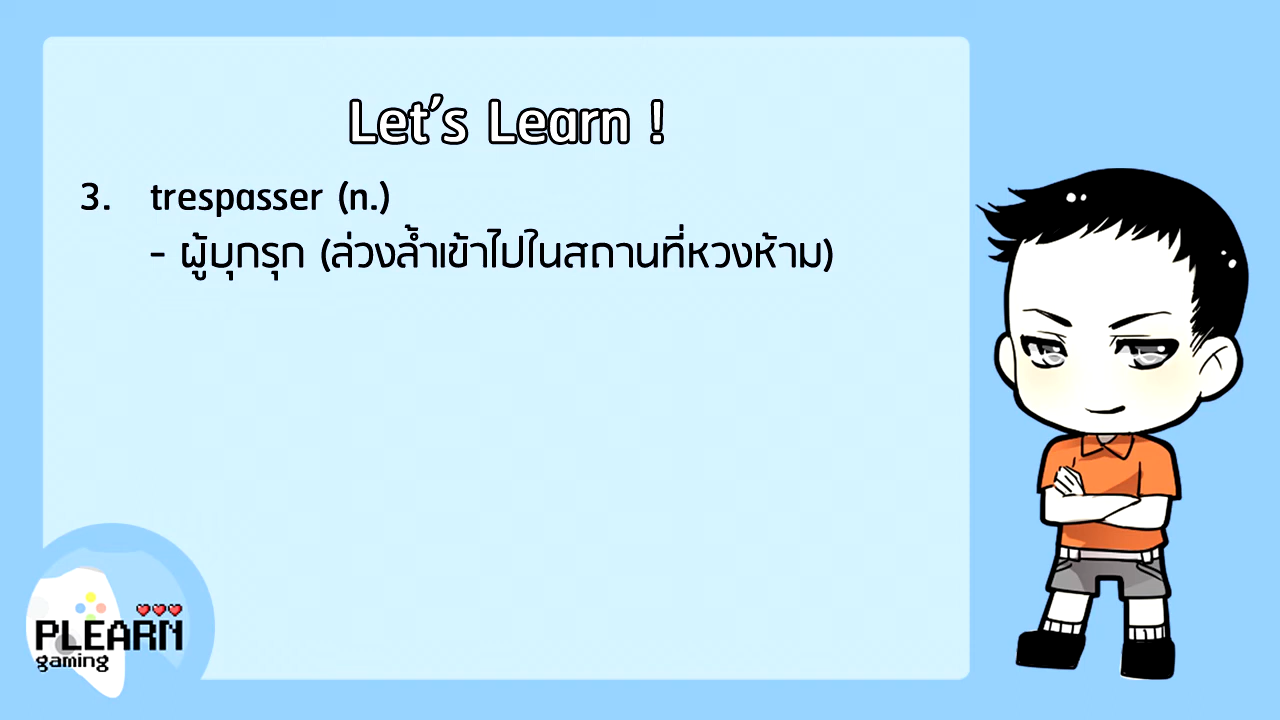 Let's Learn !
3. trespasser (n.)
- ผู้บุกรุก (ล่วงล้ำเข้าไปในสถานที่หวงห้าม)
PLEARN
gaming